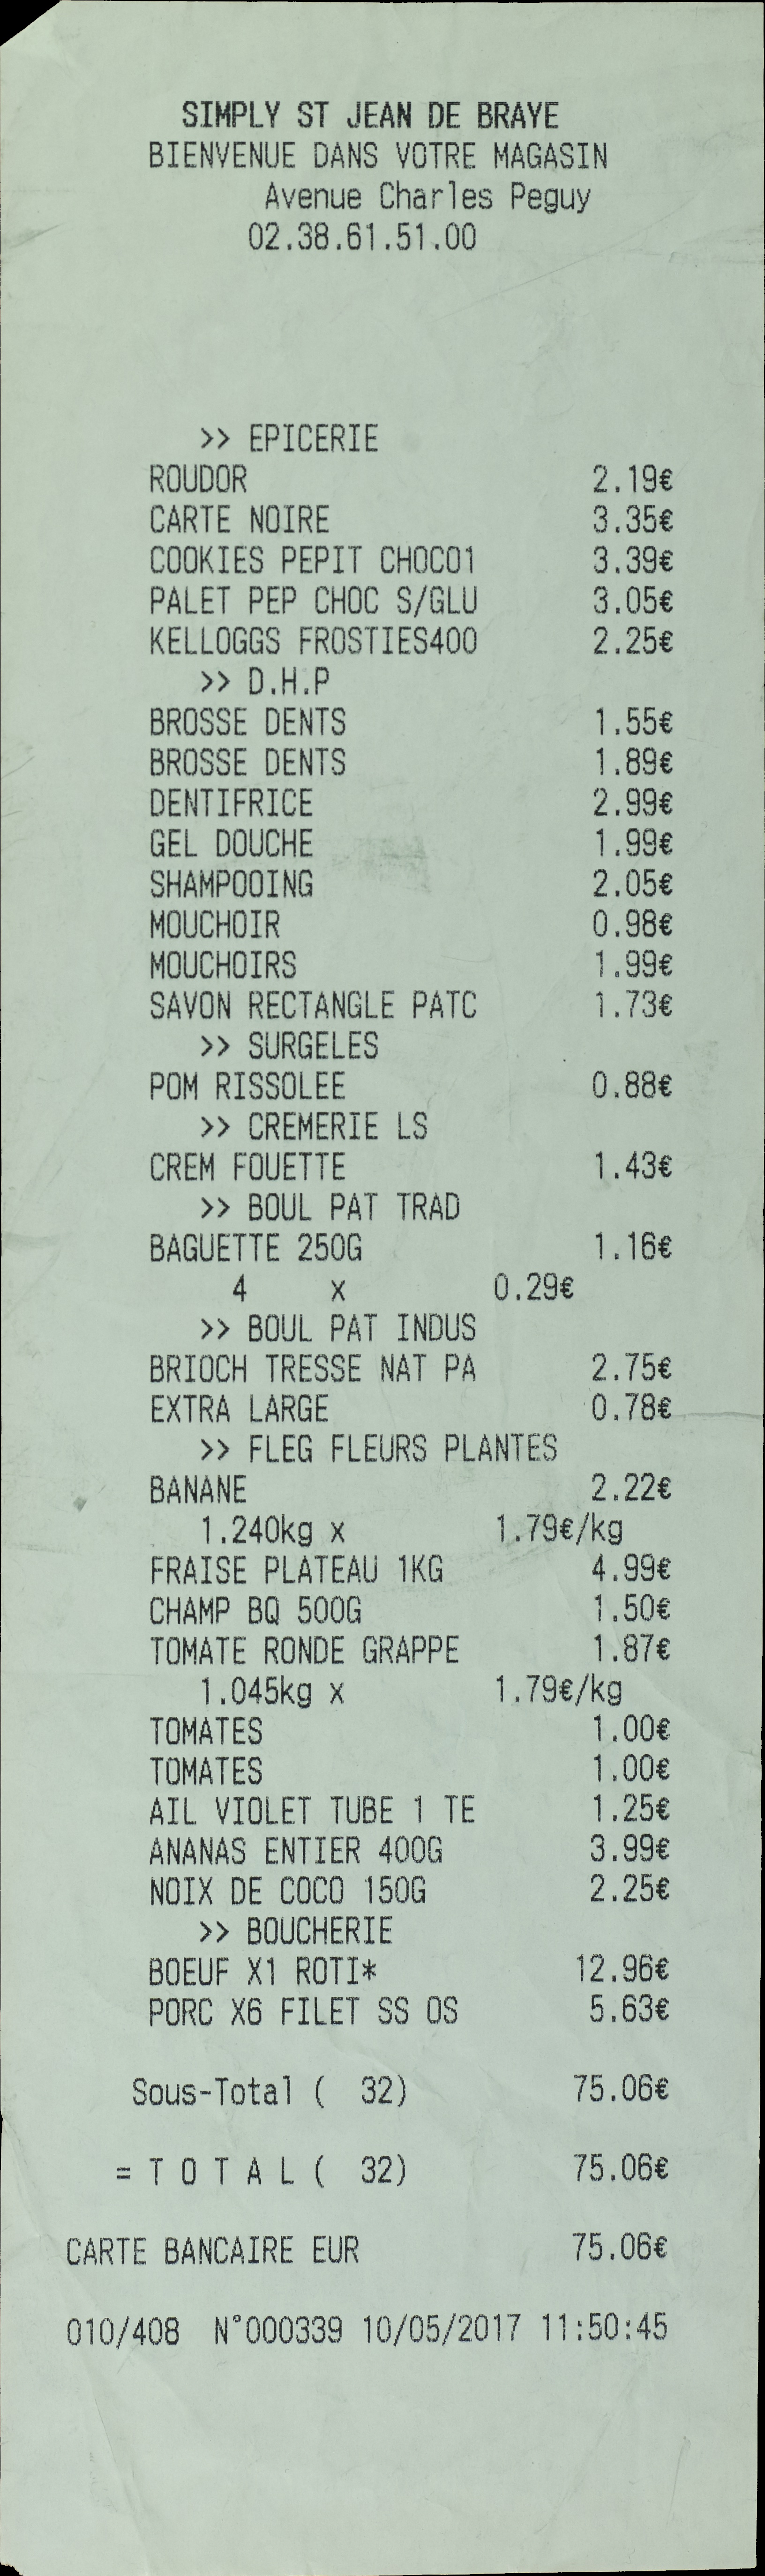 SIMPLY ST JEAN DE BRAYE
BIENVENUE DANS VOTRE MAGASIN
Avenue Charles Peguy
02.38.61.51.00
>> EPICERIE
ROUDOR 2.19€
CARTE NOIRE 3.35€
COOKIES PEPIT CHOCO1 3.39€
PALET PEP CHOC S/GLU 3.05€
KELLOGGS FROSTIES400 2.25€
>> D.H.P
BROSSE DENTS 1.55€
BROSSE DENTS 1.89€
DENTIFRICE 2.99€
GEL DOUCHE 1.99€
SHAMPOOING 2.05€
MOUCHOIR 0.98€
MOUCHOIRS 1.99€
SAVON RECTANGLE PATC 1.73€
>> SURGELES
POM RISSOLEE 0.88€
>> CREMERIE LS
CREM FOUETTE 1.43€
>> BOUL PAT TRAD
BAGUETTE 250G 1.16€
4 x 0.29€
>> BOUL PAT INDUS
BRIOCH TRESSE NAT PA 2.75€
EXTRA LARGE 0.78€
>> FLEG FLEURS PLANTES
BANANE 2.22€
1.240kg x 1.79€/kg
FRAISE PLATEAU 1KG 4.99€
CHAMP BQ 500G 1.50€
TOMATE RONDE GRAPPE 1.87€
1.045kg x 1.79€/kg
TOMATES 1.00€
TOMATES 1.00€
AIL VIOLET TUBE 1 TE 1.25€
ANANAS ENTIER 400G 3.99€
NOIX DE COCO 150G 2.25€
>> BOUCHERIE
BOEUF X1 ROTI* 12.96€
PORC X6 FILET SS OS 5.63€
Sous-Total ( 32) 75.06€
= T O T A L ( 32) 75.06€
CARTE BANCAIRE EUR 75.06€
010/408 N°000339 10/05/2017 11:50:45